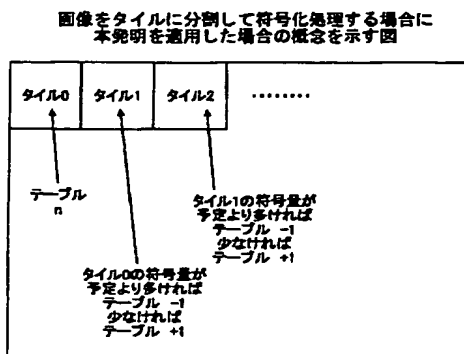 画像をタイルに分割して符号化処理する場合に
本発明を適用した場合の概念を示す図
タイル0
タイル1
タイル2
........
テーブル
n
タイル0の符号量が
予定より多ければ
テーブル -1
少なければ
テーブル +1
タイル1の符号量が
予定より多ければ
テーブル -1
少なければ
テーブル +1